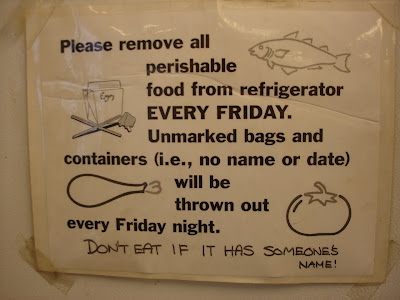 Please remove all
perishable
food from refrigerator
EVERY FRIDAY.
Unmarked bags and
containers (i.e., no name or date)
will be
thrown out
every Friday night.
DON'T EAT IF IT HAS SOMEONE'S
NAME!
Egg